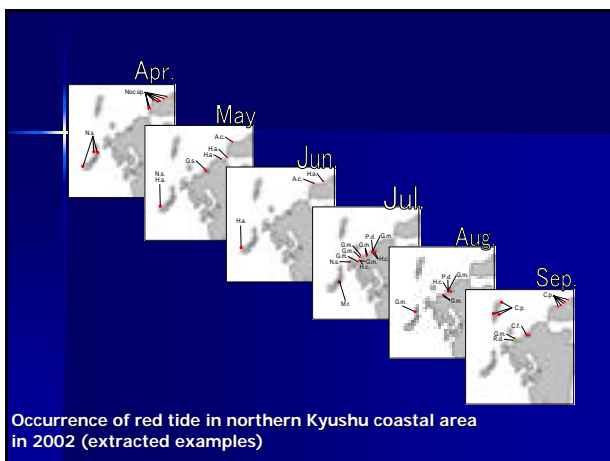 Apr.
Noc.sp.
N.s.
May
A.c.
H.a.
H.a.
G.s.
N.s.
H.a.
Jun.
H.a.
A.c.
H.a.
Jul.
P.d.
G.m.
G.m.
G.m.
G.m.
G.m.
H.c.
N.s.
G.m.
H.c.
M.r.
Aug.
P.d.
G.m.
H.c.
G.m.
G.m.
Sep.
C.p.
C.p.
C.f.
G.m.
R.d.
Occurrence of red tide in northern Kyushu coastal area
in 2002 (extracted examples)